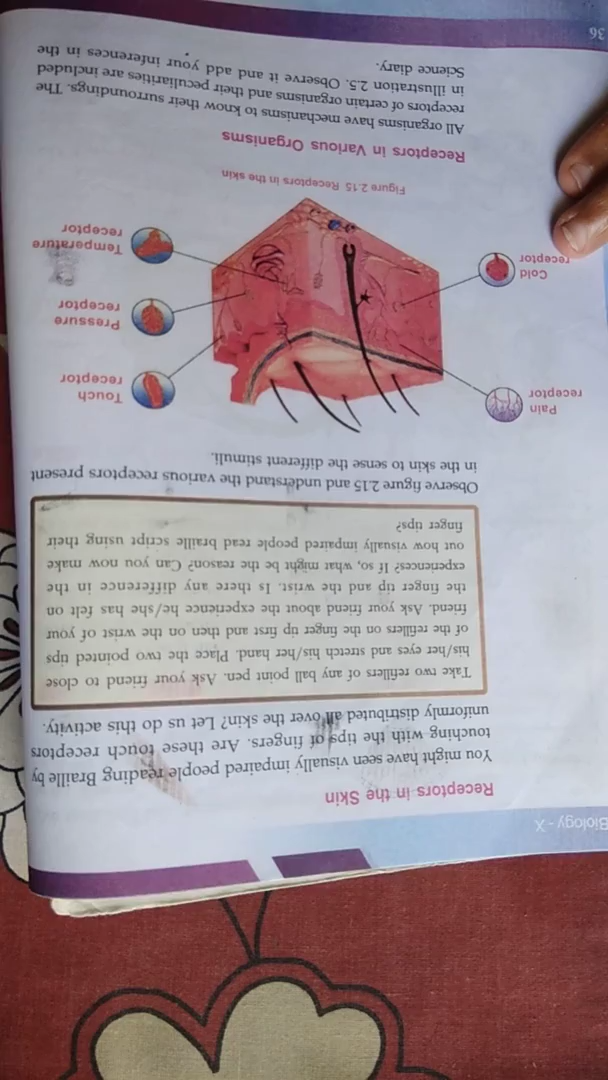 Biology - X
Receptors in the Skin
You might have seen visually impaired people reading Braille by
touching with the tips of fingers. Are these touch receptors
uniformly distributed all over the skin? Let us do this activity.
Take two refillers of any ball point pen. Ask your friend to close
his/her eyes and stretch his/her hand. Place the two pointed tips
of the refillers on the finger tip first and then on the wrist of your
friend. Ask your friend about the experience he/she has felt on
the finger tip and the wrist. Is there any difference in the
experiences? If so, what might be the reason? Can you now make
out how visually impaired people read braille script using their
finger tips?
Observe figure 2.15 and understand the various receptors present
in the skin to sense the different stimuli.
Pain
receptor
Cold
receptor
Touch
receptor
Pressure
receptor
Temperature
receptor
Figure 2.15 Receptors in the skin
Receptors in Various Organisms
All organisms have mechanisms to know their surroundings. The
receptors of certain organisms and their peculiarities are included
in illustration 2.5. Observe it and add your inferences in the
Science diary.
36